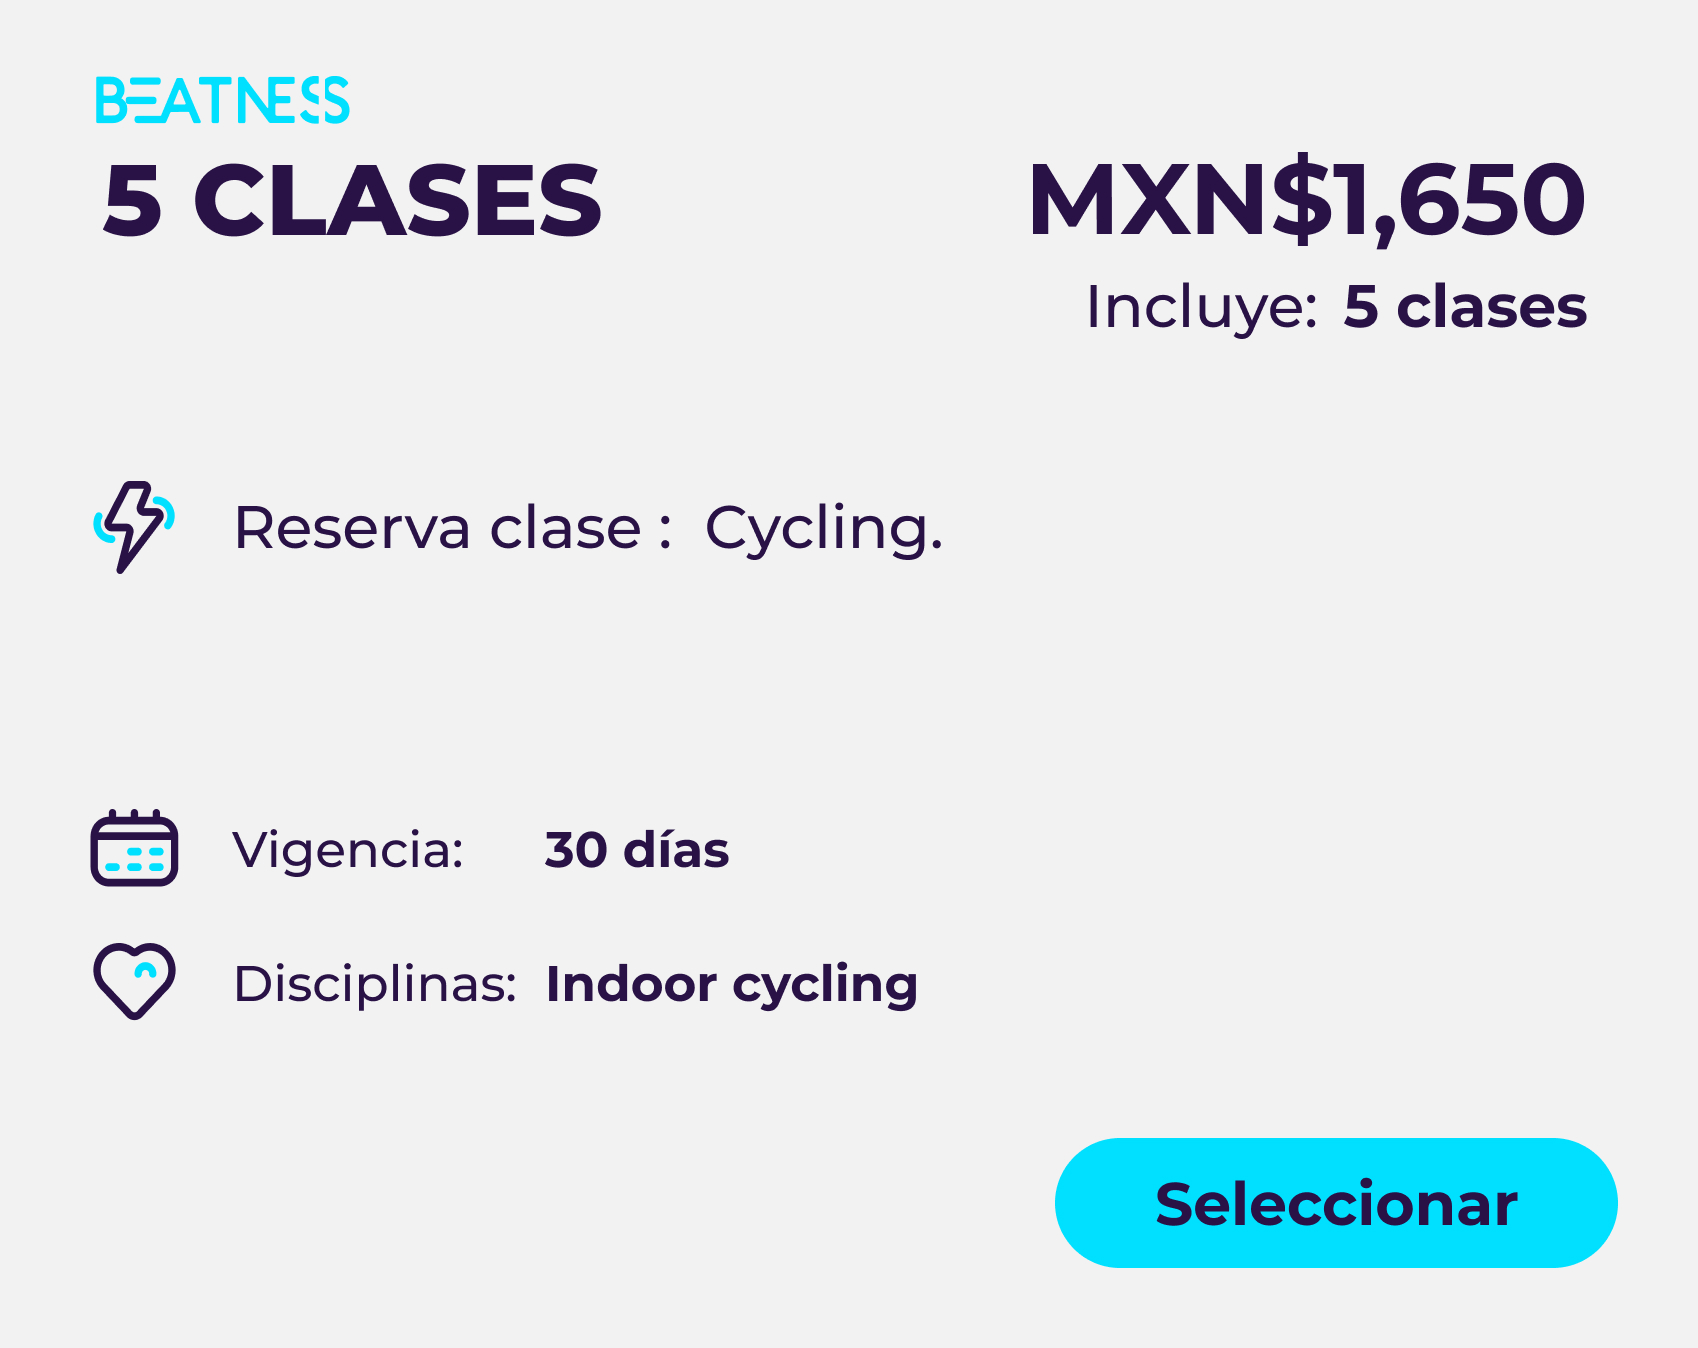 BEATNESS
5 CLASES
MXN$1,650
Incluye: 5 clases
Reserva clase : Cycling.
Vigencia: 30 días
Disciplinas: Indoor cycling
Seleccionar